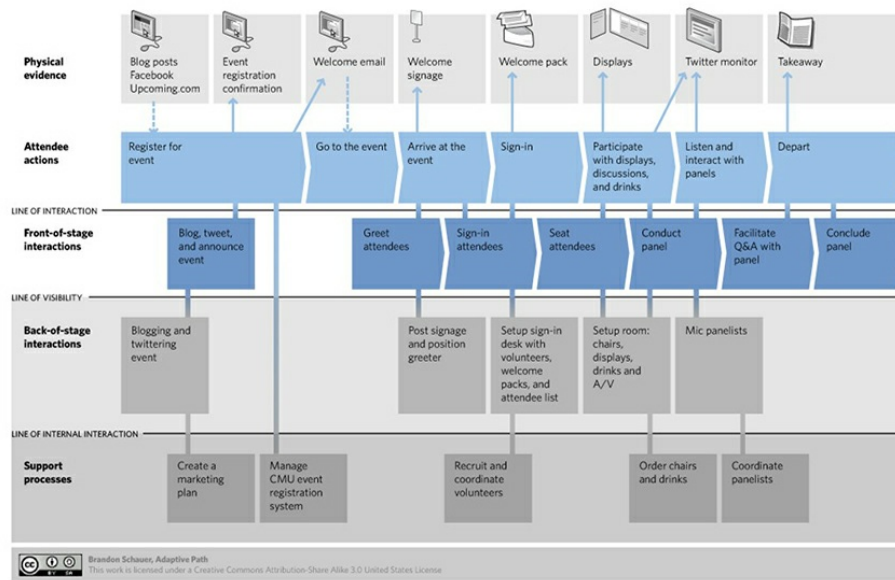 Physical
evidence
Blog posts
Facebook
Upcoming.com
Event
registration
confirmation
Welcome email
Welcome
signage
Welcome pack
Displays
Twitter monitor
Takeaway
Attendee
actions
Register for
event
Go to the event
Arrive at the
event
Sign-in
Participate
with displays,
discussions,
and drinks
Listen and
interact with
panels
Depart
LINE OF INTERACTION
Front-of-stage
interactions
Blog, tweet,
and announce
event
Greet
attendees
Sign-in
attendees
Seat
attendees
Conduct
panel
Facilitate
Q&A with
panel
Conclude
panel
LINE OF VISIBILITY
Back-of-stage
interactions
Blogging and
twittering
event
Post signage
and position
greeter
Setup sign-in
desk with
volunteers,
welcome
packs, and
attendee list
Setup room:
chairs,
displays,
drinks and
A/V
Mic panelists
LINE OF INTERNAL INTERACTION
Support
processes
Create a
marketing
plan
Manage
CMU event
registration
system
Recruit and
coordinate
volunteers
Order chairs
and drinks
Coordinate
panelists
cc
BY
Brandon Schauer, Adaptive Path
This work is licensed under a Creative Commons Attribution-Share Alike 3.0 United States License